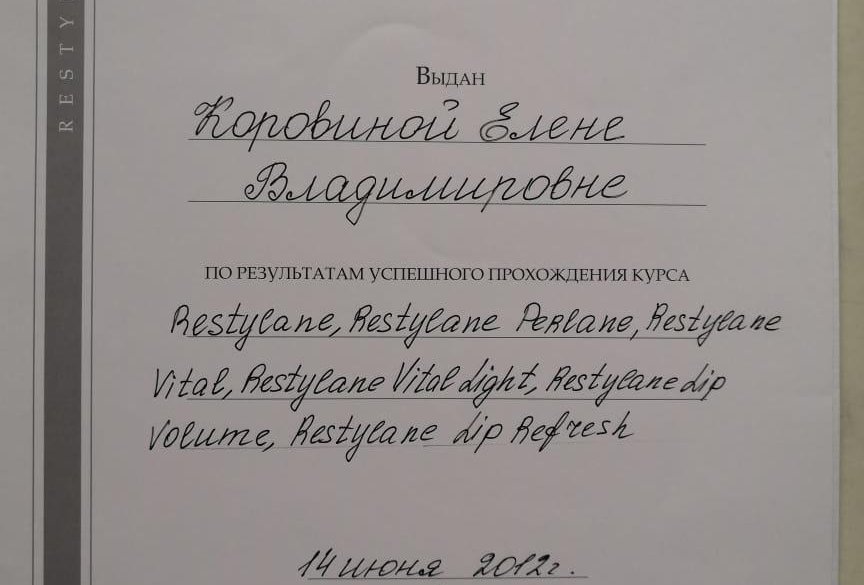 RESTY
Выдан
Коровиной Елене
Владимировне
ПО РЕЗУЛЬТАТАМ УСПЕШНОГО ПРОХОЖДЕНИЯ КУРСА
Restylane, Restylane Perlane, Restylane
Vital, Restylane Vital Light, Restylane Lip
Volume, Restylane Lip Refresh
14 июня 2012г.